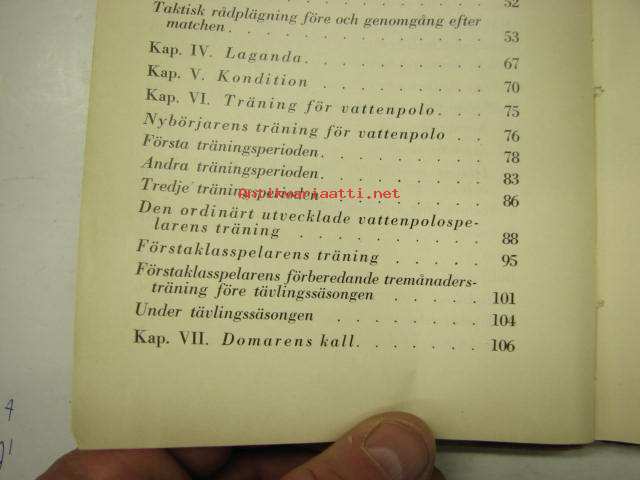 52
Taktisk rådplägning före och genomgång efter
matchen . . . . . . . . . 53
Kap. IV. Laganda. . . . . . . . 67
Kap. V. Kondition . . . . . . . 70
Kap. VI. Träning för vattenpolo. . . 75
Nybörjarens träning för vattenpolo . . 76
Första träningsperioden. . . . . . . 78
Andra träningsperioden. . . . . . . 83
Tredje träningsperioden . . . . . . . 86
Antikvariaatti.net
Den ordinärt utvecklade vattenpolospe-
larens träning . . . . . . . . 88
Förstaklasspelarens träning . . . . . 95
Förstaklasspelarens förberedande tremånaders-
träning före tävlingssäsongen . . . . . 101
Under tävlingssäsongen . . . . . . . 104
Kap. VII. Domarens kall. . . . . . . 106